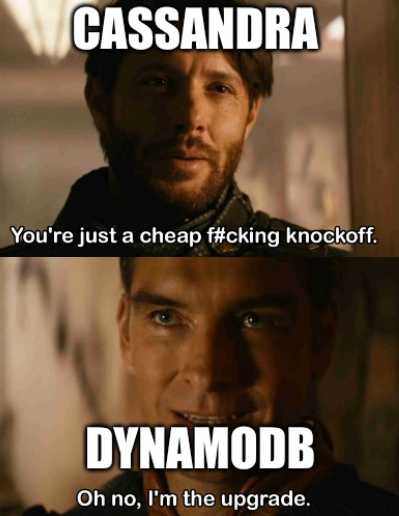 CASSANDRA
You're just a cheap f#cking knockoff.
DYNAMODB
Oh no, I'm the upgrade.